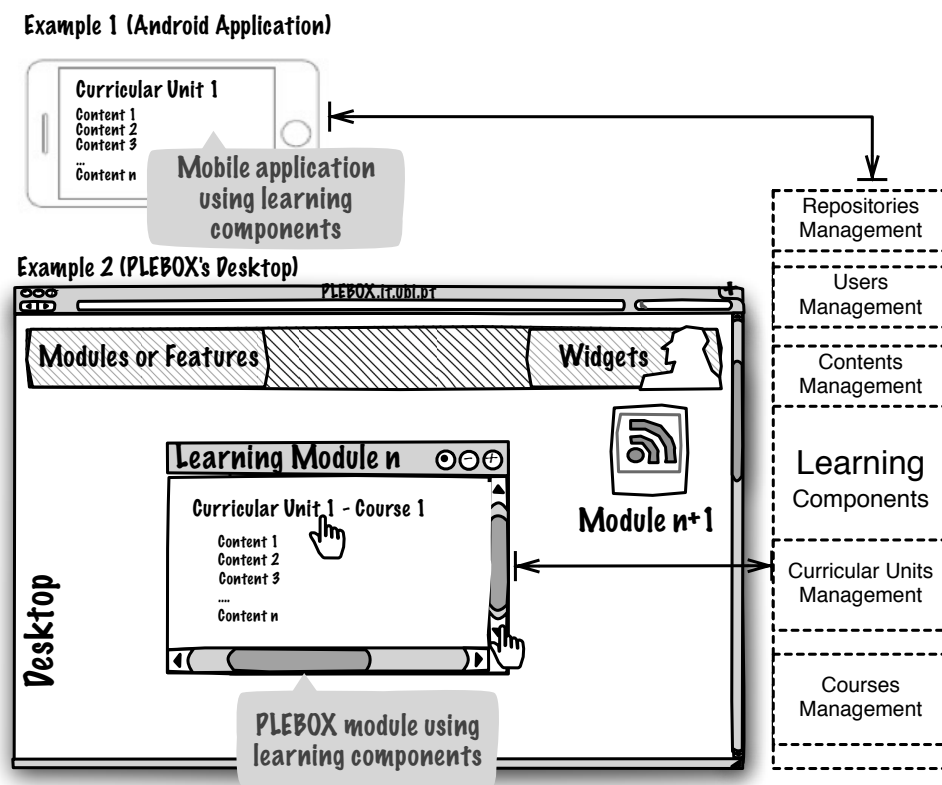 Example 1 (Android Application)
Curricular Unit 1
Content 1
Content 2
Content 3
...
Content n
Mobile application
using learning
components
Example 2 (PLEBOX's Desktop)
PLEBOX.it.ubi.pt
Modules or Features
Widgets
Learning Module n
Curricular Unit 1 - Course 1
Content 1
Content 2
Content 3
....
Content n
Module n+1
Desktop
PLEBOX module using
learning components
Repositories
Management
Users
Management
Contents
Management
Learning
Components
Curricular Units
Management
Courses
Management